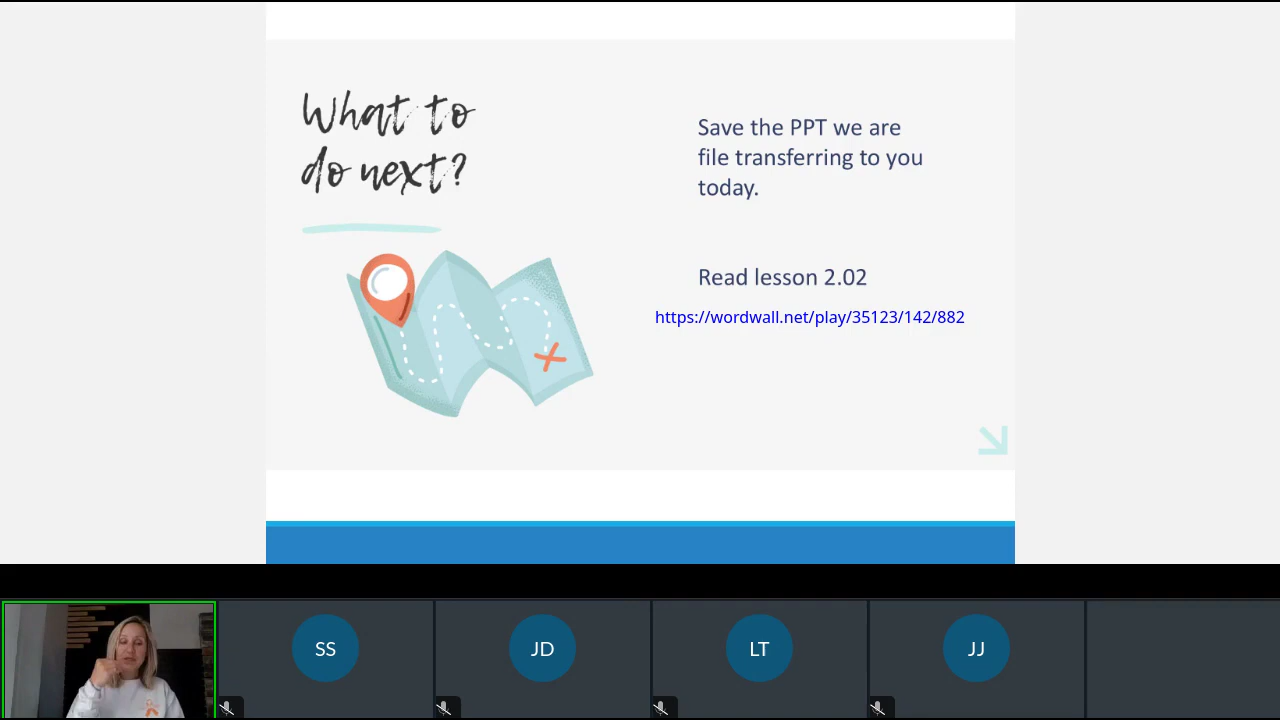 What to
do next?
Save the PPT we are
file transferring to you
today.
Read lesson 2.02
https://wordwall.net/play/35123/142/882
SS
JD
LT
JJ